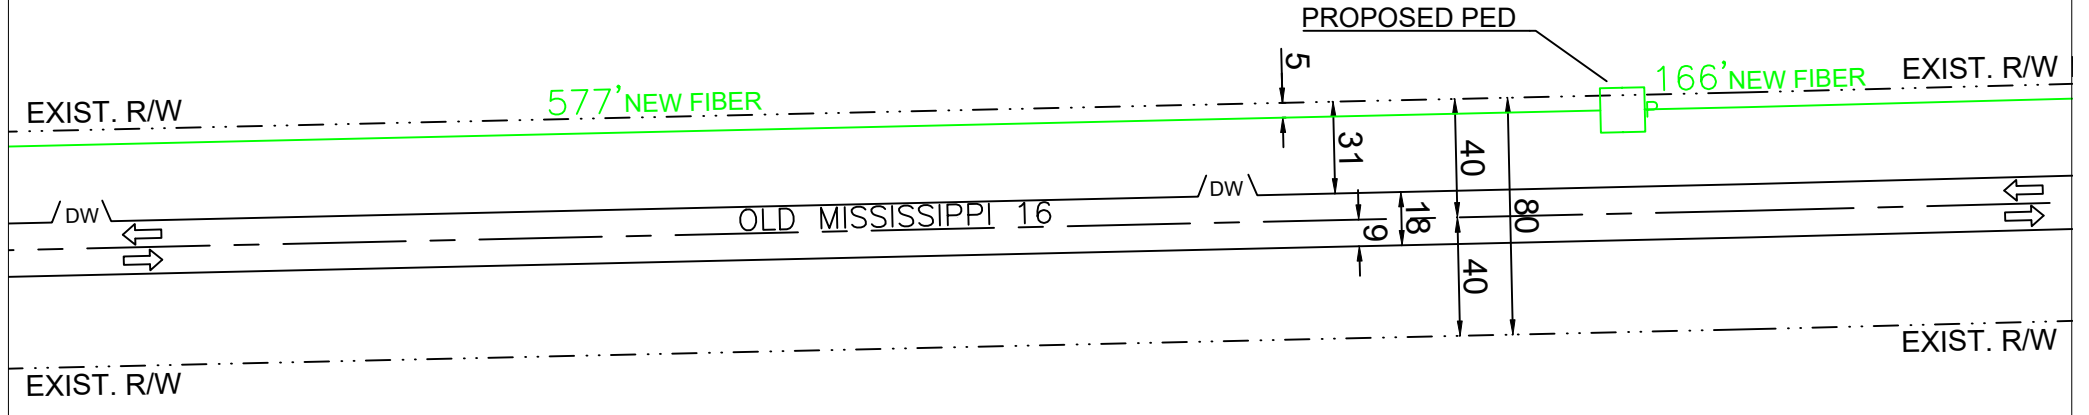 PROPOSED PED
5
577'NEW FIBER
166'NEW FIBER
EXIST. R/W
EXIST. R/W
P
31
40
DW
DW
OLD MISSISSIPPI 16
18
80
9
40
EXIST. R/W
EXIST. R/W